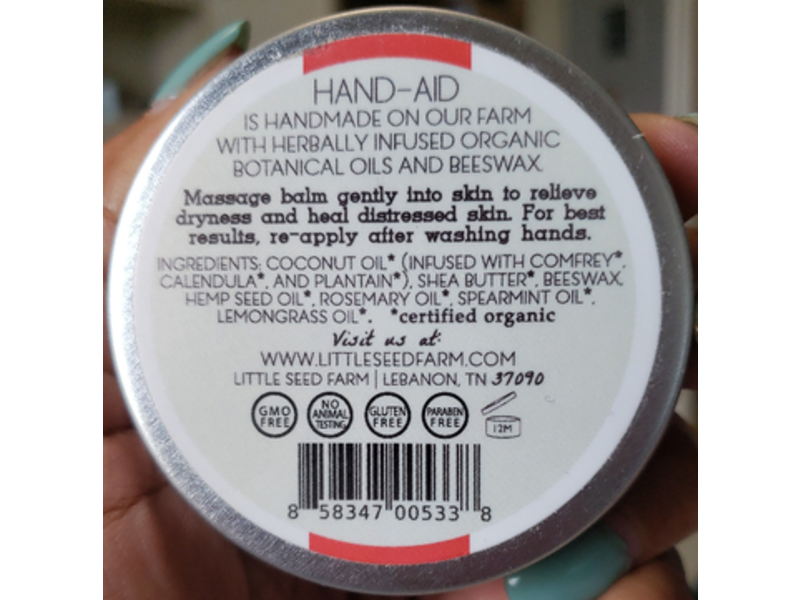 HAND-AID
IS HANDMADE ON OUR FARM
WITH HERBALLY INFUSED ORGANIC
BOTANICAL OILS AND BEESWAX.
Massage balm gently into skin to relieve
dryness and heal distressed skin. For best
results, re-apply after washing hands.
INGREDIENTS: COCONUT OIL* (INFUSED WITH COMFREY*,
CALENDULA*, AND PLANTAIN*), SHEA BUTTER*, BEESWAX,
HEMP SEED OIL*, ROSEMARY OIL*, SPEARMINT OIL*,
LEMONGRASS OIL*. *certified organic
Visit us at:
WWW.LITTLESEEDFARM.COM
LITTLE SEED FARM | LEBANON, TN 37090
GMO FREE
NO ANIMAL TESTING
GLUTEN FREE
PARABEN FREE
12M
8 58347 00533 8